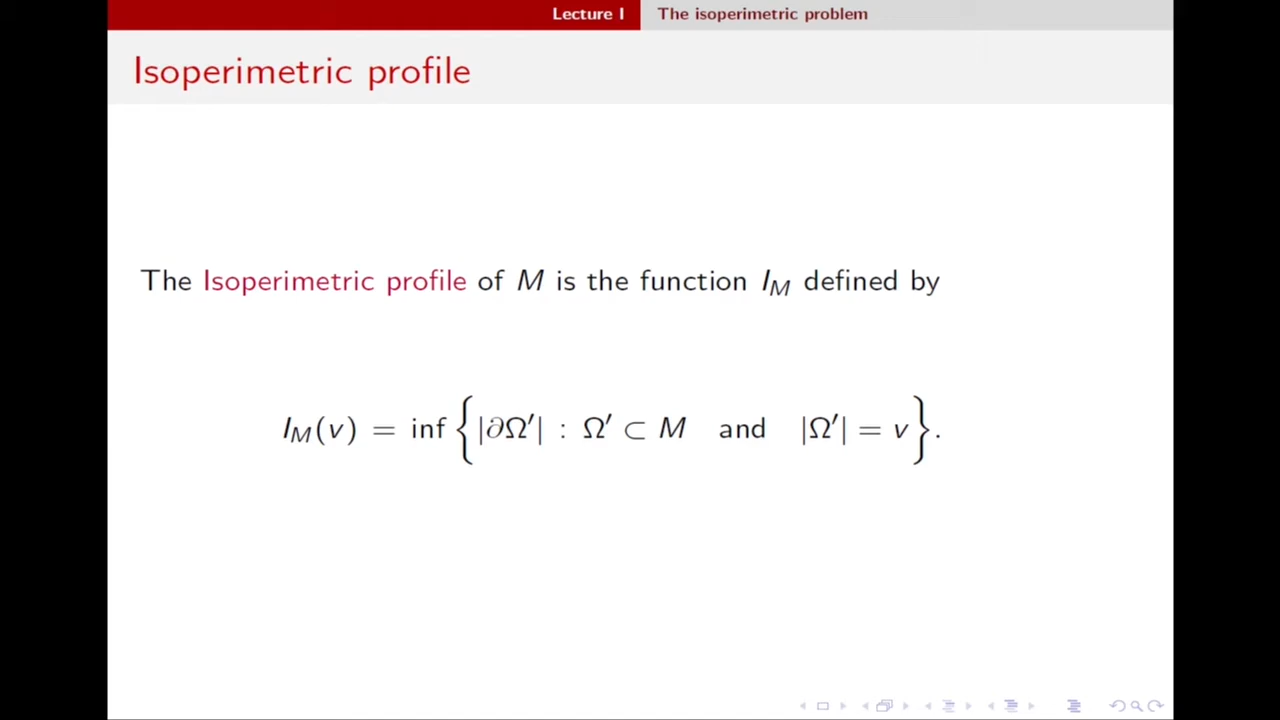 Lecture I The isoperimetric problem
Isoperimetric profile
The Isoperimetric profile of M is the function I_M defined by
I_M(v) = inf {|∂Ω′| : Ω′ ⊂ M and |Ω′| = v}.